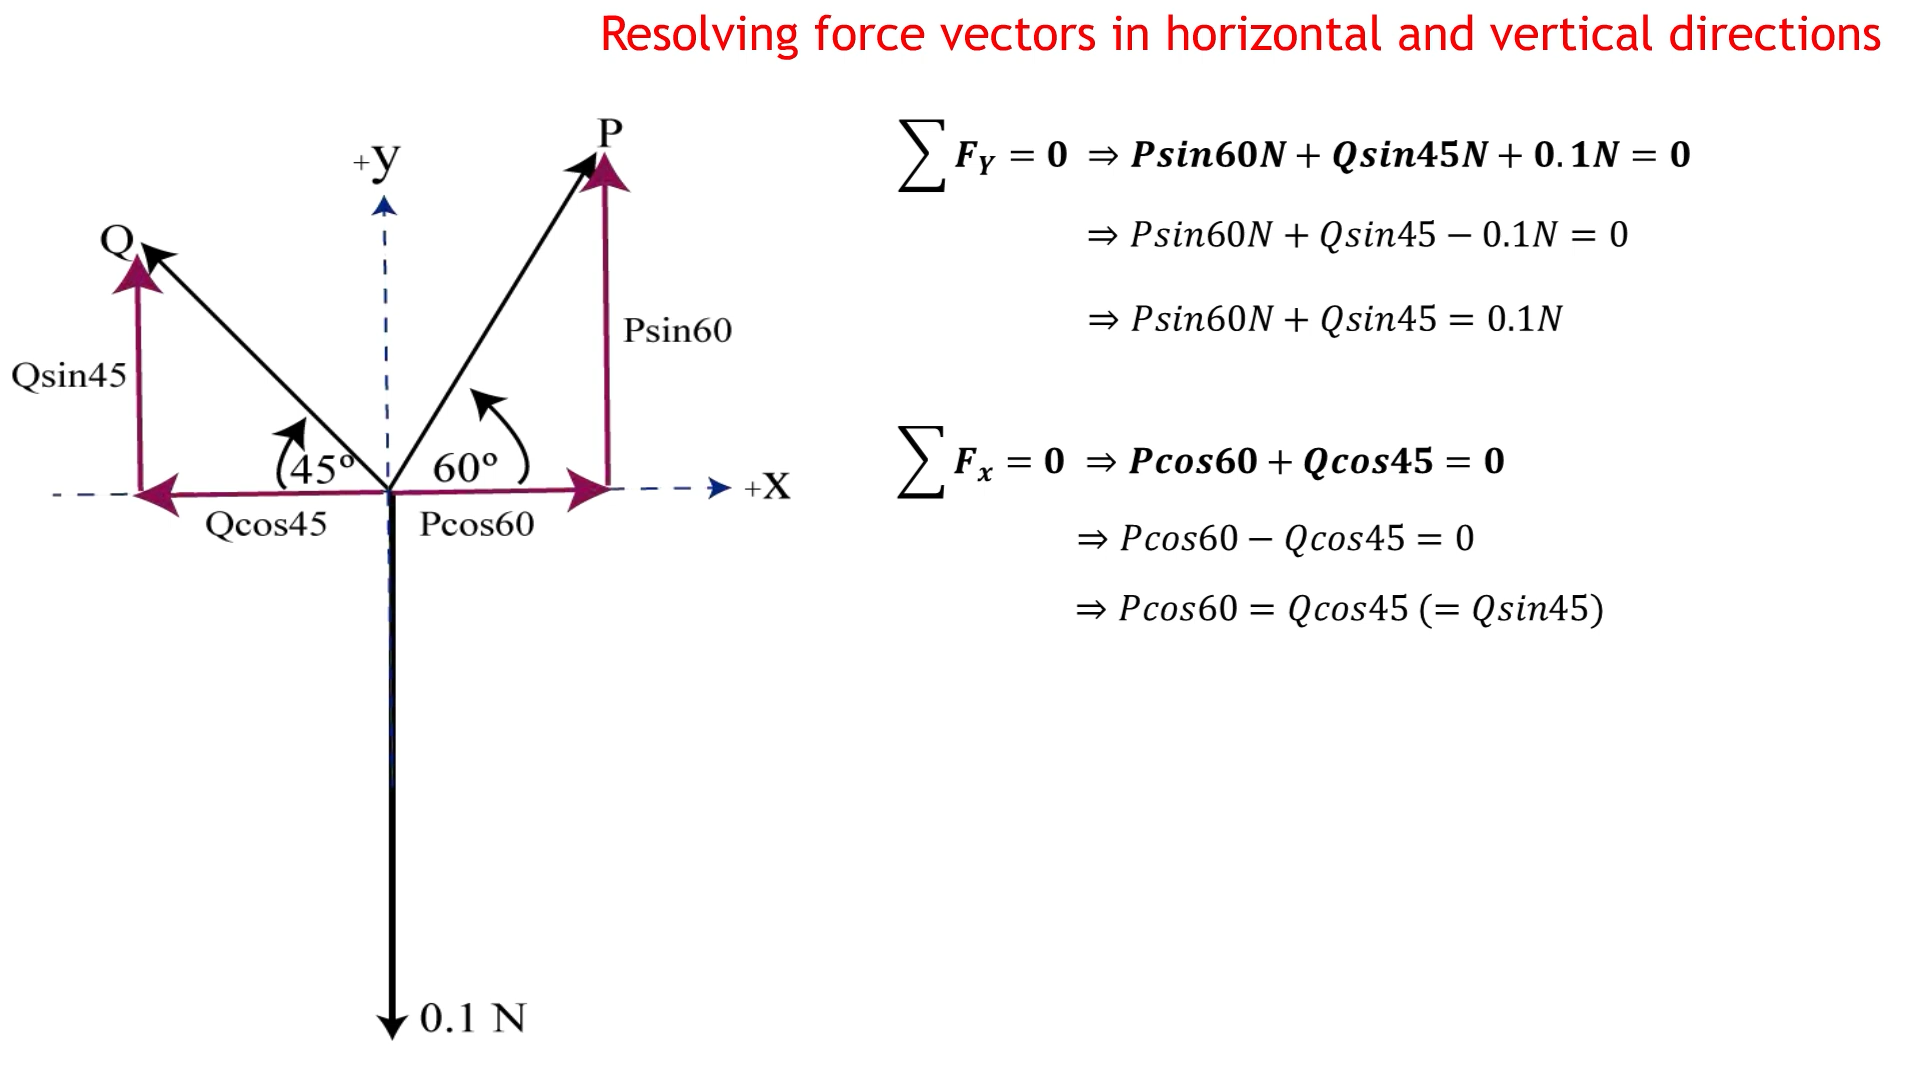 Resolving force vectors in horizontal and vertical directions
P
+y
Q
Psin60
Qsin45
45º
60º
+X
Qcos45
Pcos60
0.1 N
∑ F_Y = 0 ⇒ Psin60N + Qsin45N + 0.1N = 0
⇒ Psin60N + Qsin45 − 0.1N = 0
⇒ Psin60N + Qsin45 = 0.1N
∑ F_x = 0 ⇒ Pcos60 + Qcos45 = 0
⇒ Pcos60 − Qcos45 = 0
⇒ Pcos60 = Qcos45 (= Qsin45)